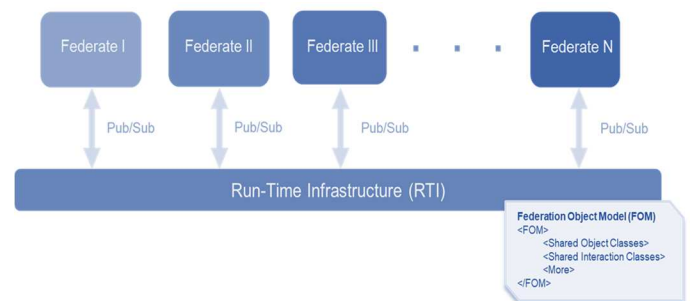 Federate I
Federate II
Federate III
Federate N
Pub/Sub
Pub/Sub
Pub/Sub
Pub/Sub
Run-Time Infrastructure (RTI)
Federation Object Model (FOM)
<FOM>
<Shared Object Classes>
<Shared Interaction Classes>
<More>
</FOM>